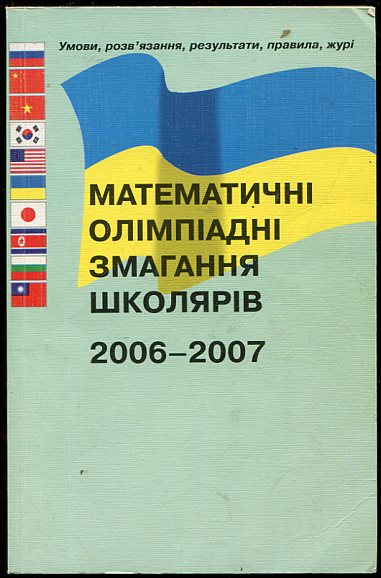 Умови, розв'язання, результати, правила, журі
МАТЕМАТИЧНІ
ОЛІМПІАДНІ
ЗМАГАННЯ
ШКОЛЯРІВ
2006–2007